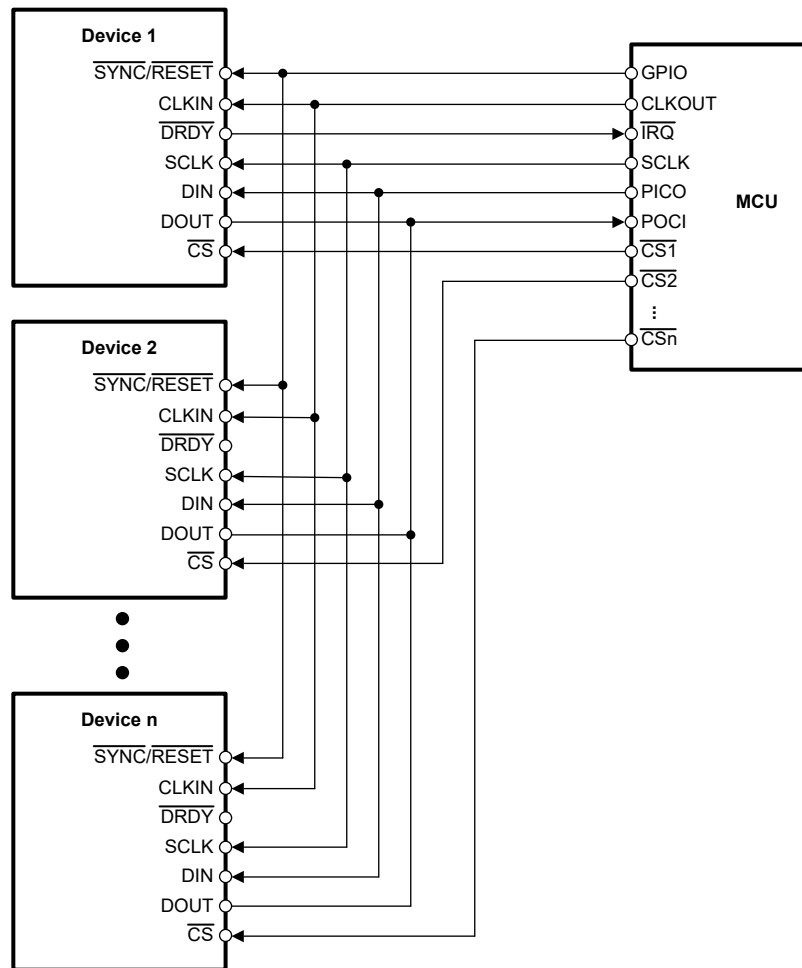 Device 1
SYNC/RESET
CLKIN
DRDY
SCLK
DIN
DOUT
CS
GPIO
CLKOUT
IRQ
SCLK
PICO
POCI
CS1
CS2
...
CSn
MCU
Device 2
SYNC/RESET
CLKIN
DRDY
SCLK
DIN
DOUT
CS
Device n
SYNC/RESET
CLKIN
DRDY
SCLK
DIN
DOUT
CS